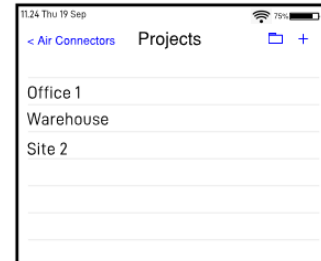 11.24 Thu 19 Sep 75%
< Air Connectors Projects +
Office 1
Warehouse
Site 2